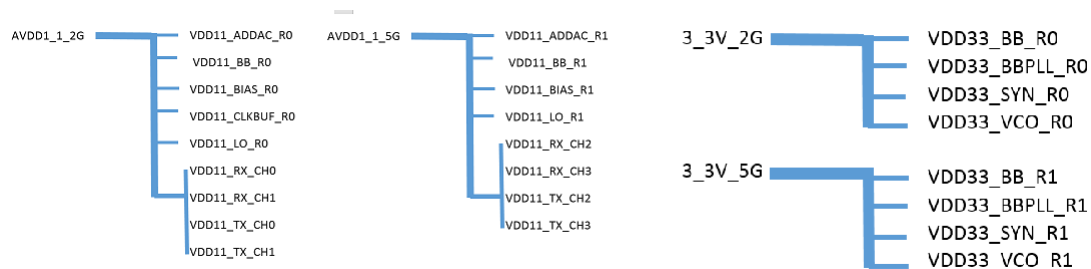 AVDD1_1_2G
VDD11_ADDAC_R0
VDD11_BB_R0
VDD11_BIAS_R0
VDD11_CLKBUF_R0
VDD11_LO_R0
VDD11_RX_CH0
VDD11_RX_CH1
VDD11_TX_CH0
VDD11_TX_CH1
AVDD1_1_5G
VDD11_ADDAC_R1
VDD11_BB_R1
VDD11_BIAS_R1
VDD11_LO_R1
VDD11_RX_CH2
VDD11_RX_CH3
VDD11_TX_CH2
VDD11_TX_CH3
3_3V_2G
VDD33_BB_R0
VDD33_BBPLL_R0
VDD33_SYN_R0
VDD33_VCO_R0
3_3V_5G
VDD33_BB_R1
VDD33_BBPLL_R1
VDD33_SYN_R1
VDD33_VCO_R1